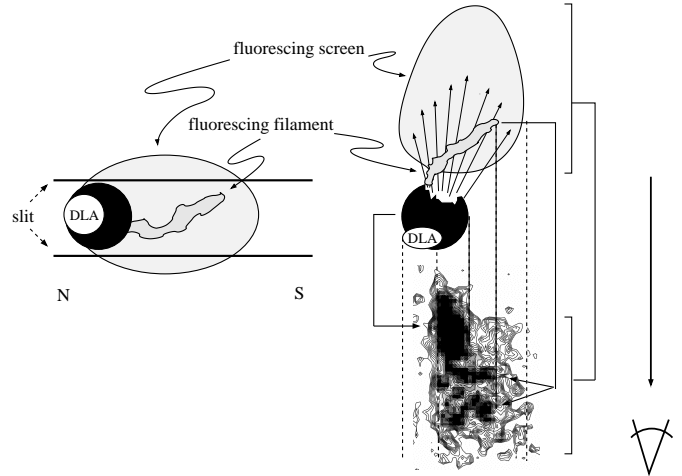 fluorescing screen
fluorescing filament
slit
DLA
DLA
N
S